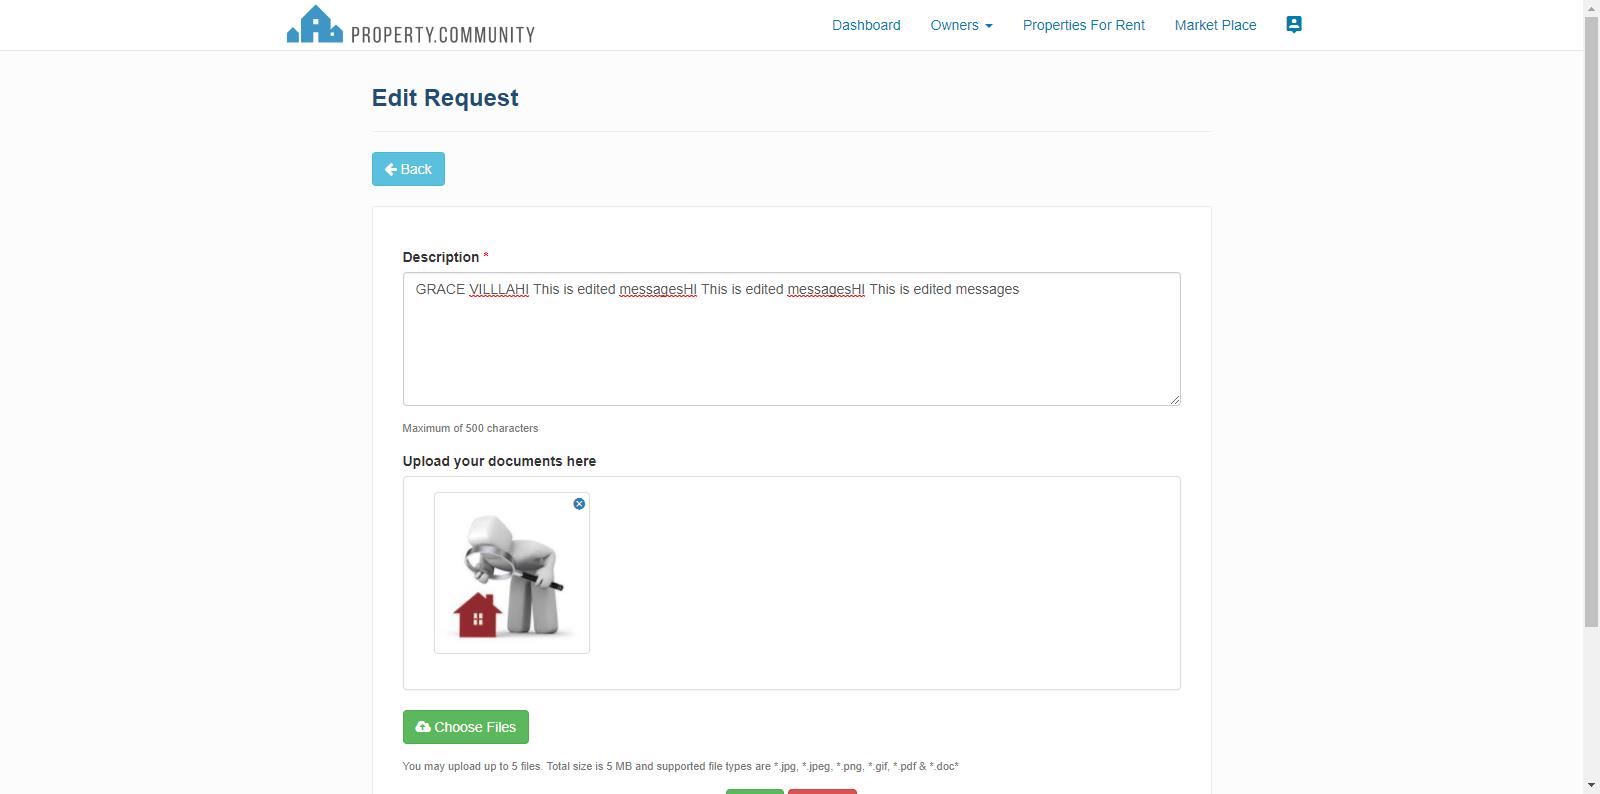 PROPERTY.COMMUNITY
Dashboard Owners Properties For Rent Market Place
Edit Request
Back
Description *
GRACE VILLLAHI This is edited messagesHI This is edited messagesHI This is edited messages
Maximum of 500 characters
Upload your documents here
Choose Files
You may upload up to 5 files. Total size is 5 MB and supported file types are *.jpg, *.jpeg, *.png, *.gif, *.pdf & *.doc*